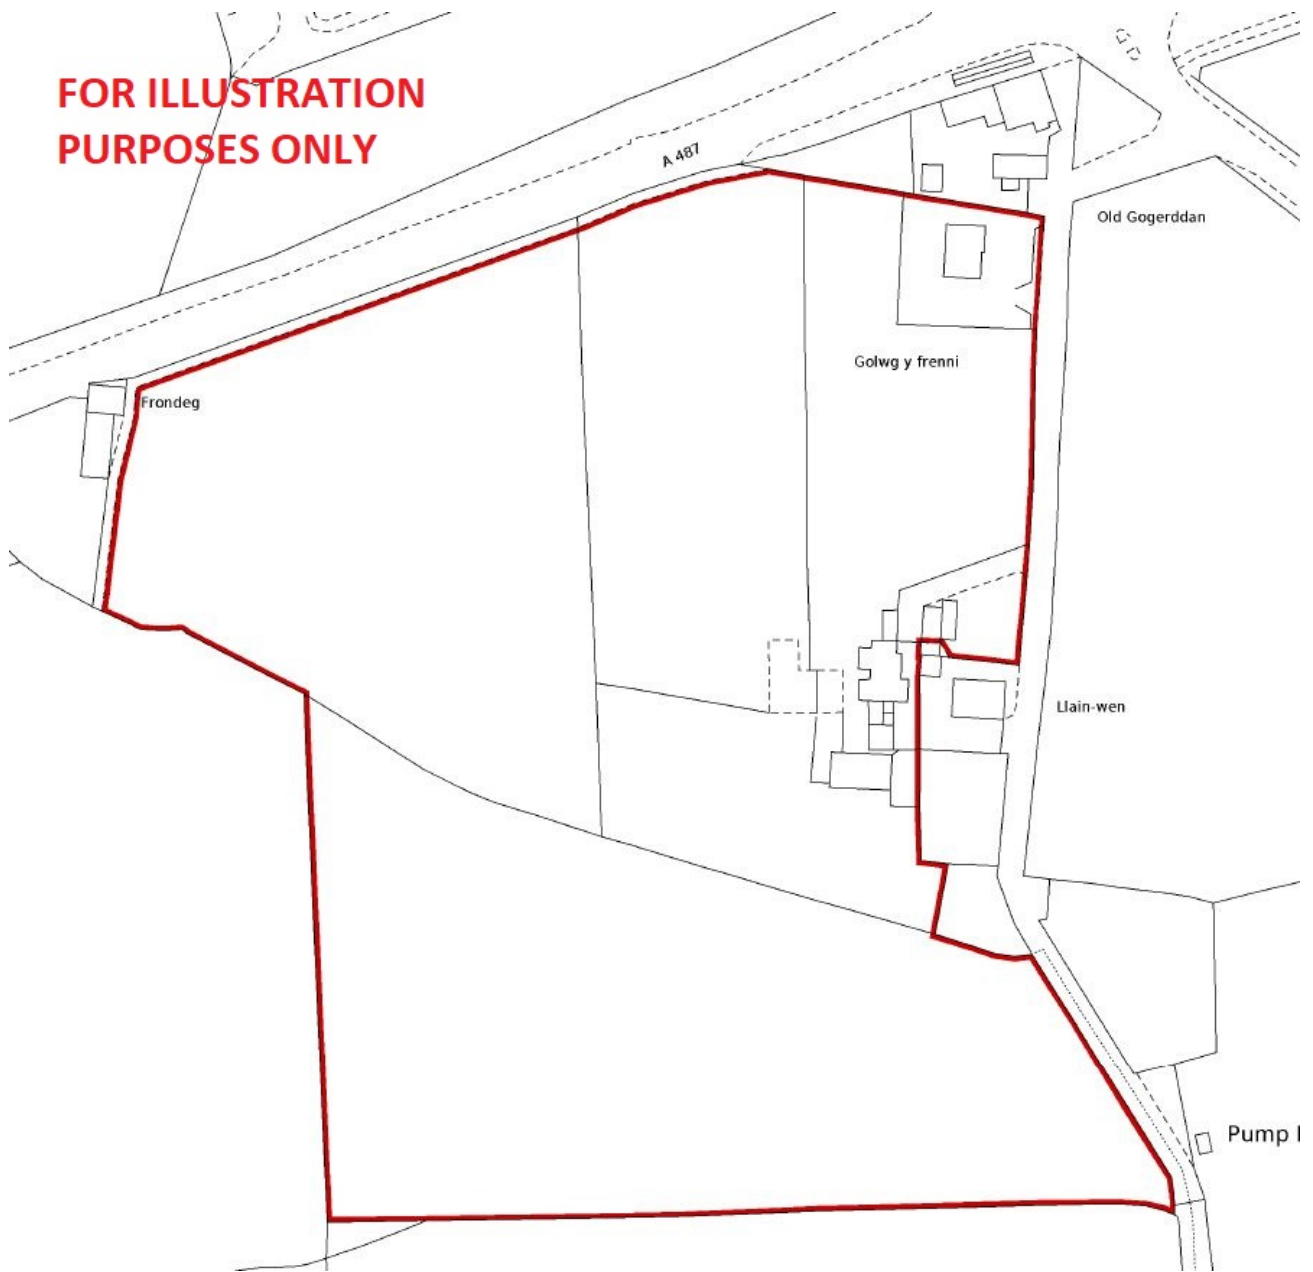 FOR ILLUSTRATION
PURPOSES ONLY
A 487
Old Gogerddan
Golwg y frenni
Frondeg
Llain-wen
Pump